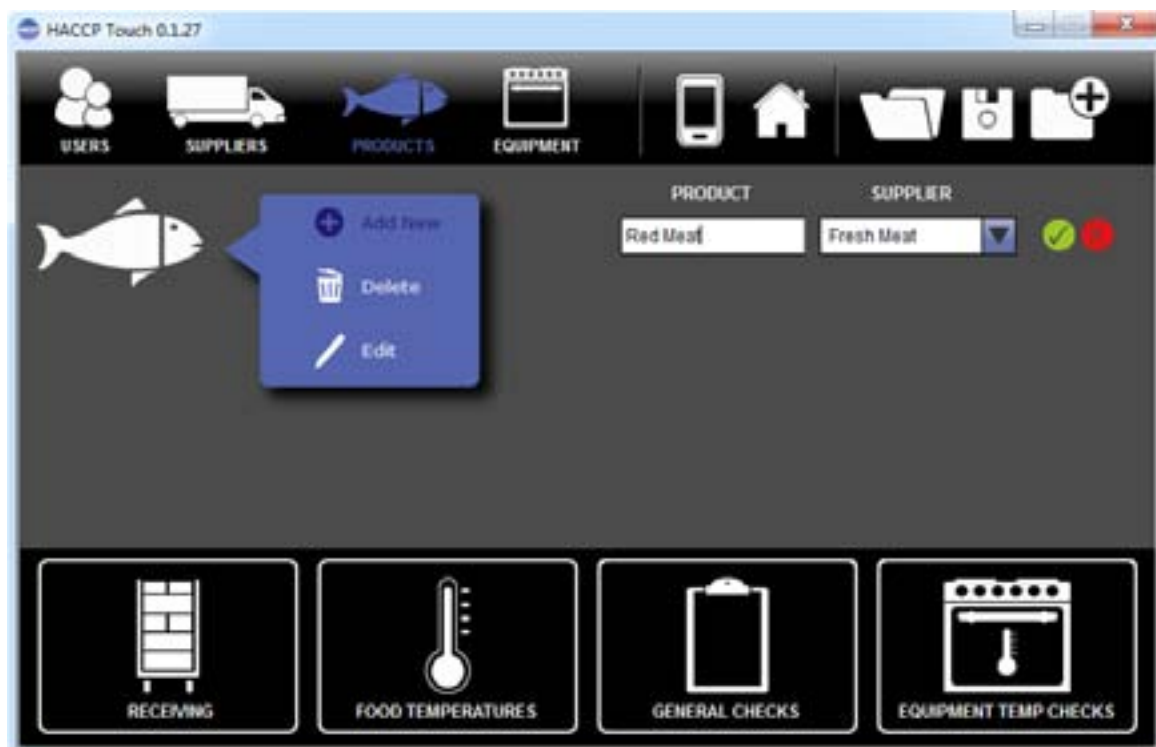 HACCP Touch 0.1.27
USERS
SUPPLIERS
PRODUCTS
EQUIPMENT
PRODUCT
SUPPLIER
Add New
Red Meat
Fresh Meat
Delete
Edit
RECEIVING
FOOD TEMPERATURES
GENERAL CHECKS
EQUIPMENT TEMP CHECKS